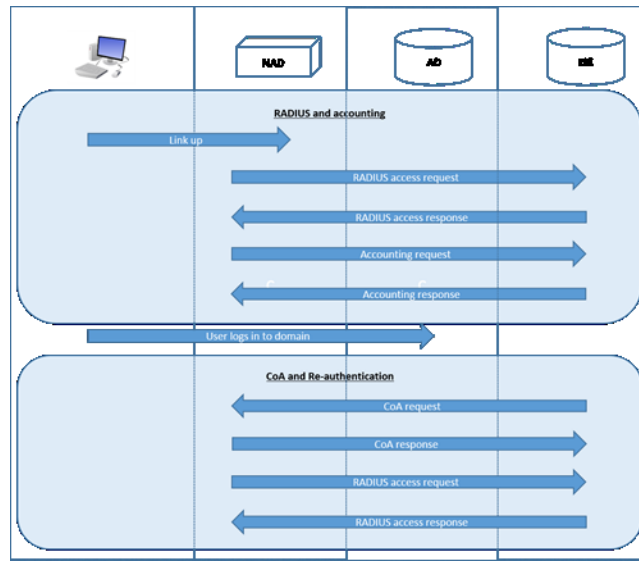 NAD
AD
ISE
RADIUS and accounting
Link up
RADIUS access request
RADIUS access response
Accounting request
Accounting response
User logs in to domain
CoA and Re-authentication
CoA request
CoA response
RADIUS access request
RADIUS access response